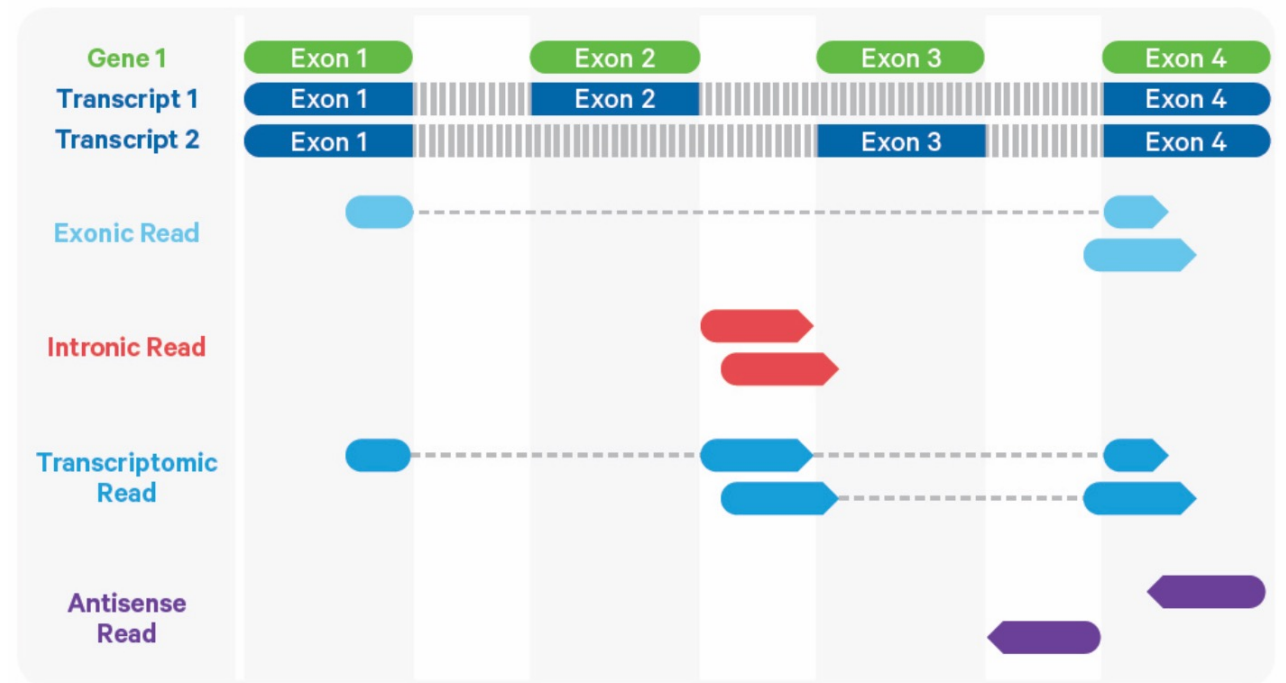 Gene 1 Exon 1 Exon 2 Exon 3 Exon 4
Transcript 1 Exon 1 Exon 2 Exon 4
Transcript 2 Exon 1 Exon 3 Exon 4
Exonic Read
Intronic Read
Transcriptomic
Read
Antisense
Read